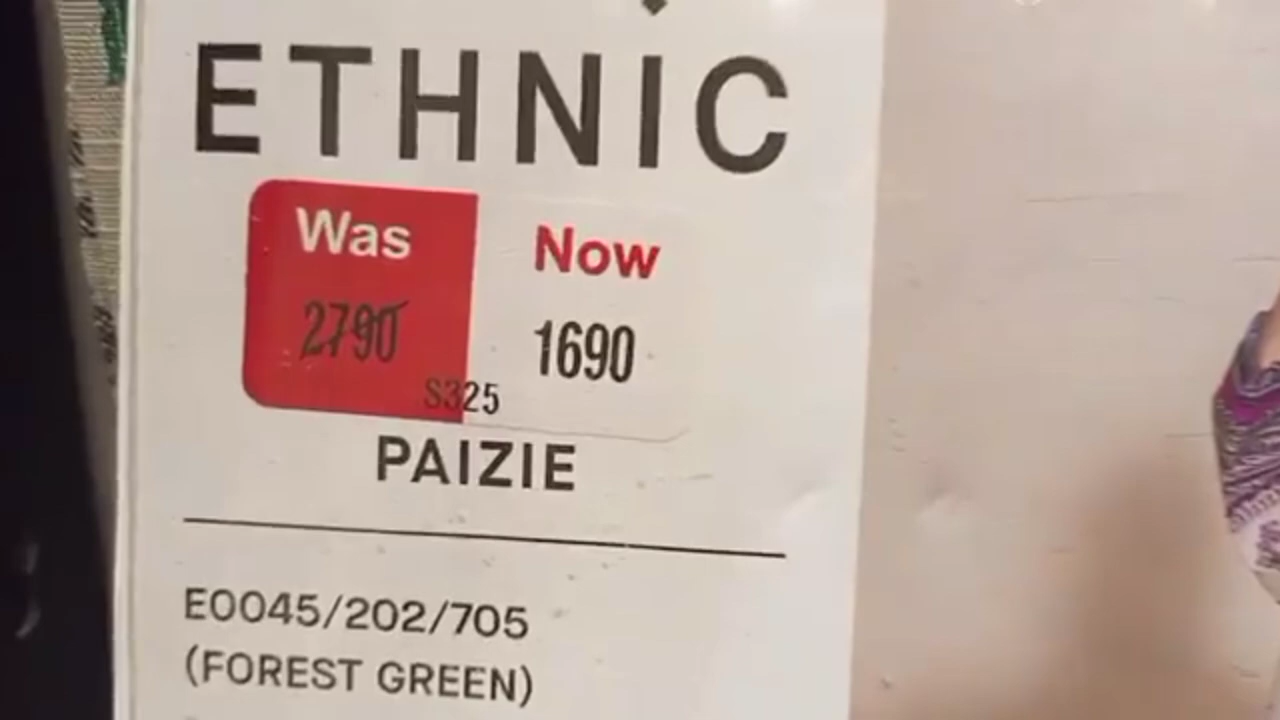 ETHNIC
Was Now
2790 1690
S325
PAIZIE
E0045/202/705
(FOREST GREEN)